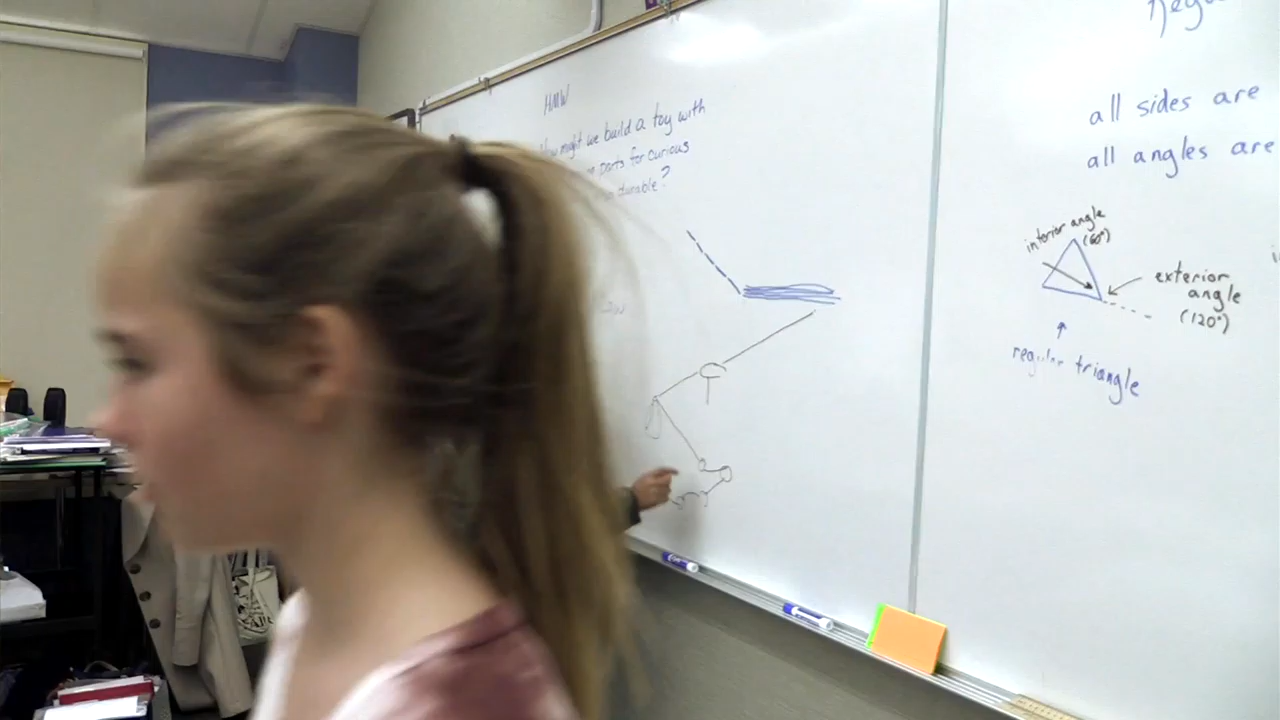 HMW
How might we build a toy with
parts for curious
durable?
all sides are
all angles are
interior angle
(60°)
exterior
angle
(120°)
regular triangle